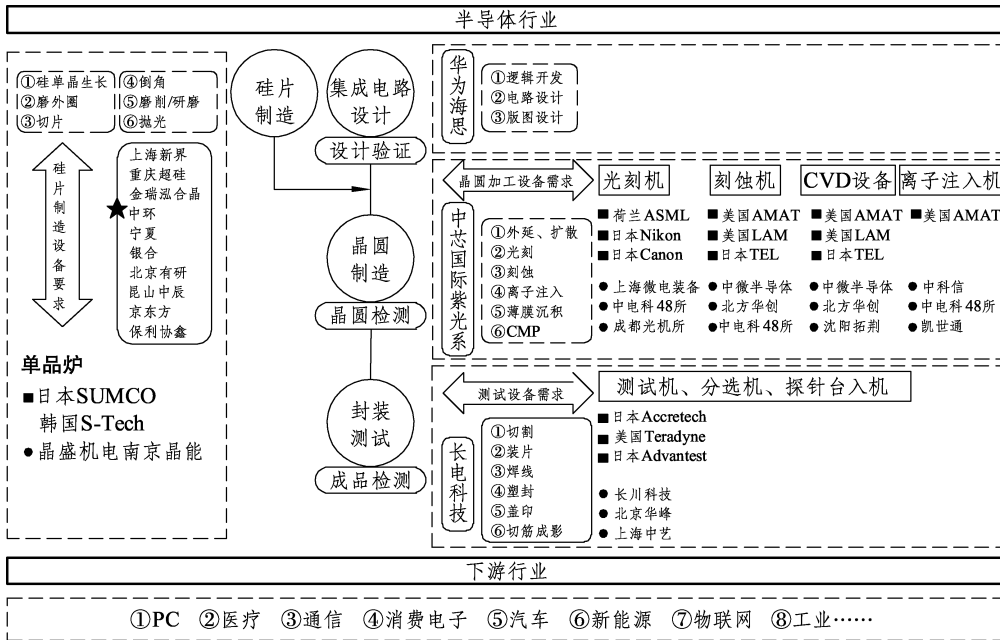 半导体行业
①硅单晶生长
②磨外圈
③切片
④倒角
⑤磨削/研磨
⑥抛光
硅片制造设备要求
上海新界
重庆超硅
金瑞泓合晶
中环
宁夏
银合
北京有研
昆山中辰
京东方
保利协鑫
单品炉
■日本SUMCO
韩国S-Tech
●晶盛机电南京晶能
硅片
制造
集成电路
设计
设计验证
晶圆
制造
晶圆检测
封装
测试
成品检测
华为海思
①逻辑开发
②电路设计
③版图设计
晶圆加工设备需求
中芯国际紫光系
①外延、扩散
②光刻
③刻蚀
④离子注入
⑤薄膜沉积
⑥CMP
光刻机
■荷兰ASML
■日本Nikon
■日本Canon
●上海微电装备
●中电科48所
●成都光机所
刻蚀机
■美国AMAT
■美国LAM
■日本TEL
●中微半导体
●北方华创
●中电科48所
CVD设备
■美国AMAT
■美国LAM
■日本TEL
●中微半导体
●北方华创
●沈阳拓荆
离子注入机
■美国AMAT
●中科信
●中电科48所
●凯世通
测试设备需求
长电科技
①切割
②装片
③焊线
④塑封
⑤盖印
⑥切筋成影
测试机、分选机、探针台入机
■日本Accretech
■美国Teradyne
■日本Advantest
●长川科技
●北京华峰
●上海中艺
下游行业
①PC ②医疗 ③通信 ④消费电子 ⑤汽车 ⑥新能源 ⑦物联网 ⑧工业……